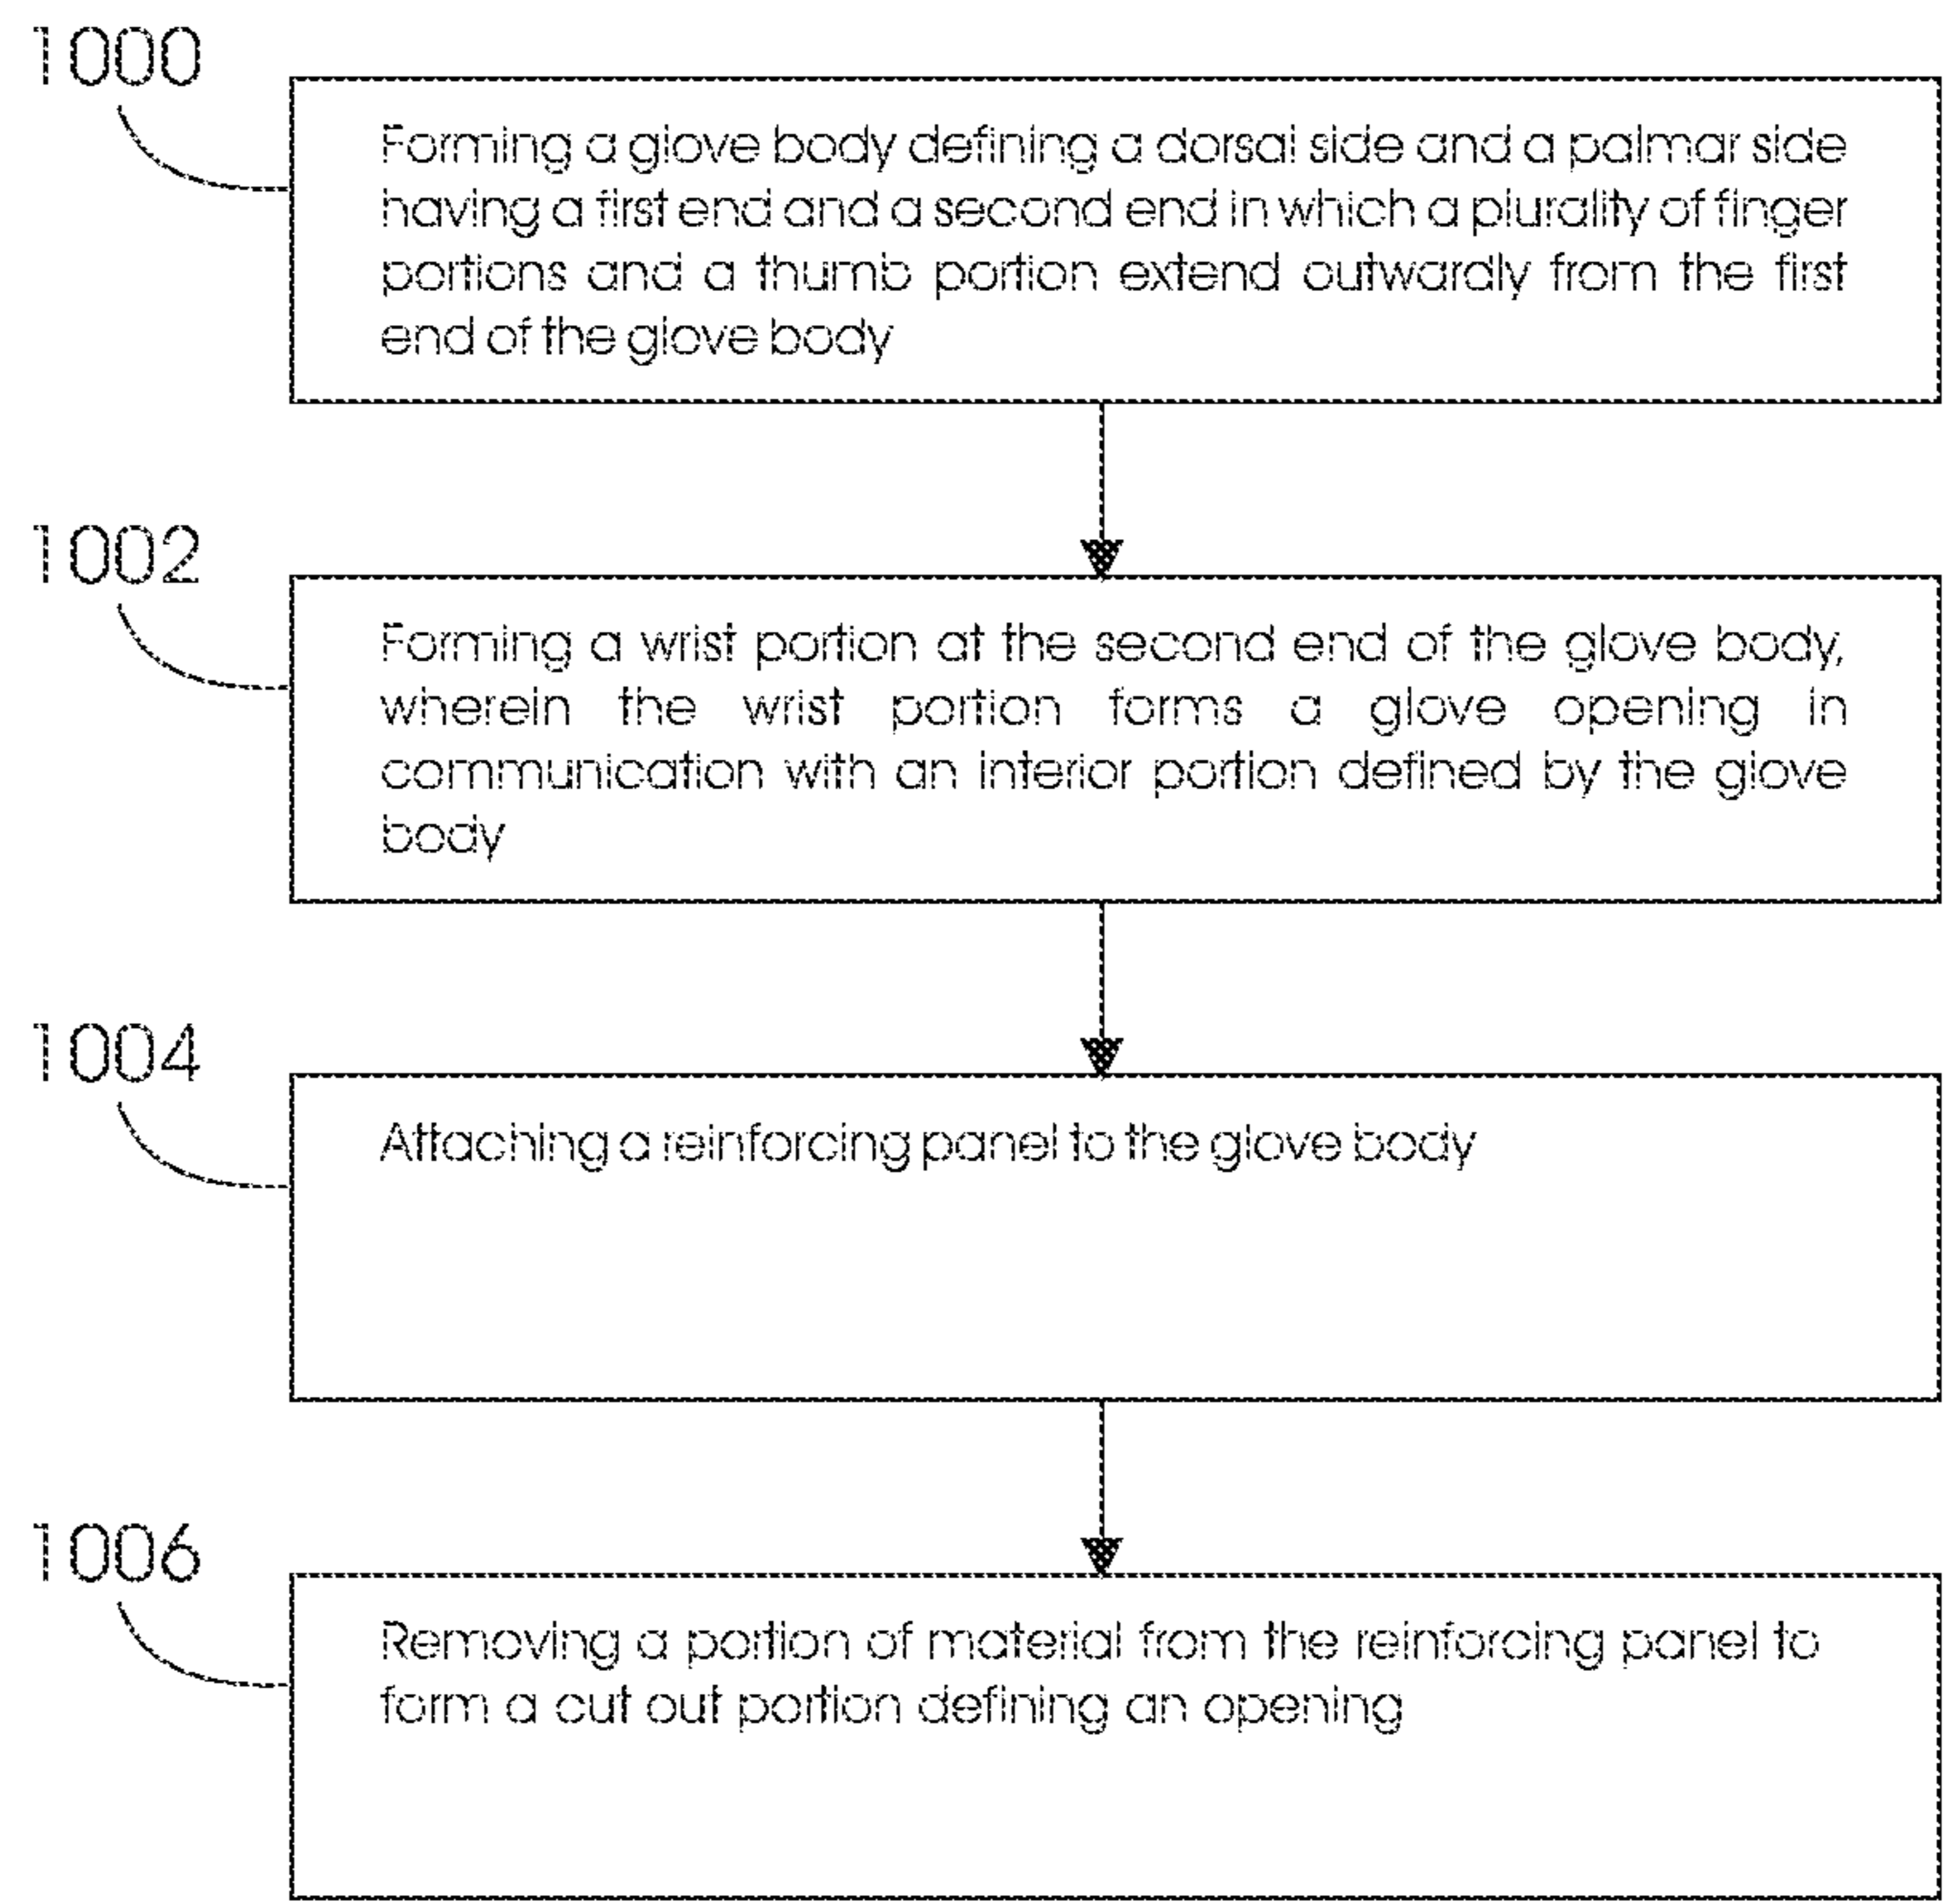 1000
Forming a glove body defining a dorsal side and a palmar side
having a first end and a second end in which a plurality of finger
portions and a thumb portion extend outwardly from the first
end of the glove body
1002
Forming a wrist portion at the second end of the glove body,
wherein the wrist portion forms a glove opening in
communication with an interior portion defined by the glove
body
1004
Attaching a reinforcing panel to the glove body
1006
Removing a portion of material from the reinforcing panel to
form a cut out portion defining an opening